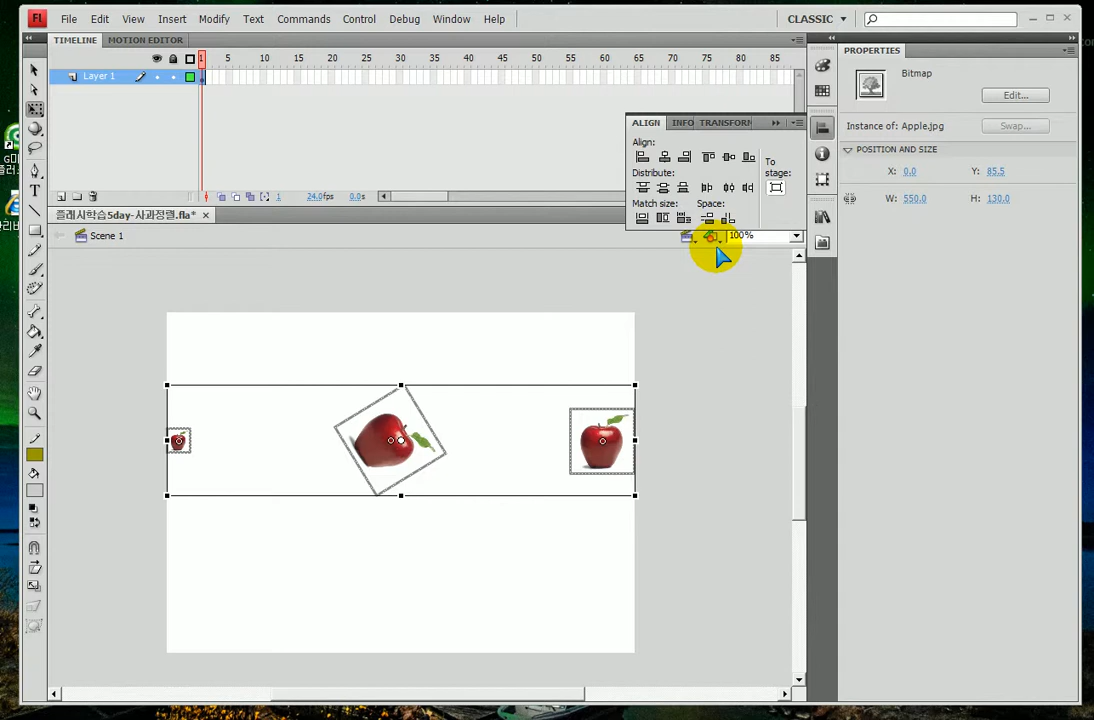 Fl File Edit View Insert Modify Text Commands Control Debug Window Help CLASSIC
TIMELINE MOTION EDITOR
PROPERTIES
1 5 10 15 20 25 30 35 40 45 50 55 60 65 70 75 80 85
Layer 1
Bitmap
Edit...
ALIGN INFO TRANSFORM
Instance of: Apple.jpg Swap...
Align:
To
stage:
POSITION AND SIZE
Distribute:
X: 0.0 Y: 85.5
Match size: Space:
W: 550.0 H: 130.0
1 24.0fps 0.0s
플래시학습5day-사과정렬.fla*
Scene 1
100%